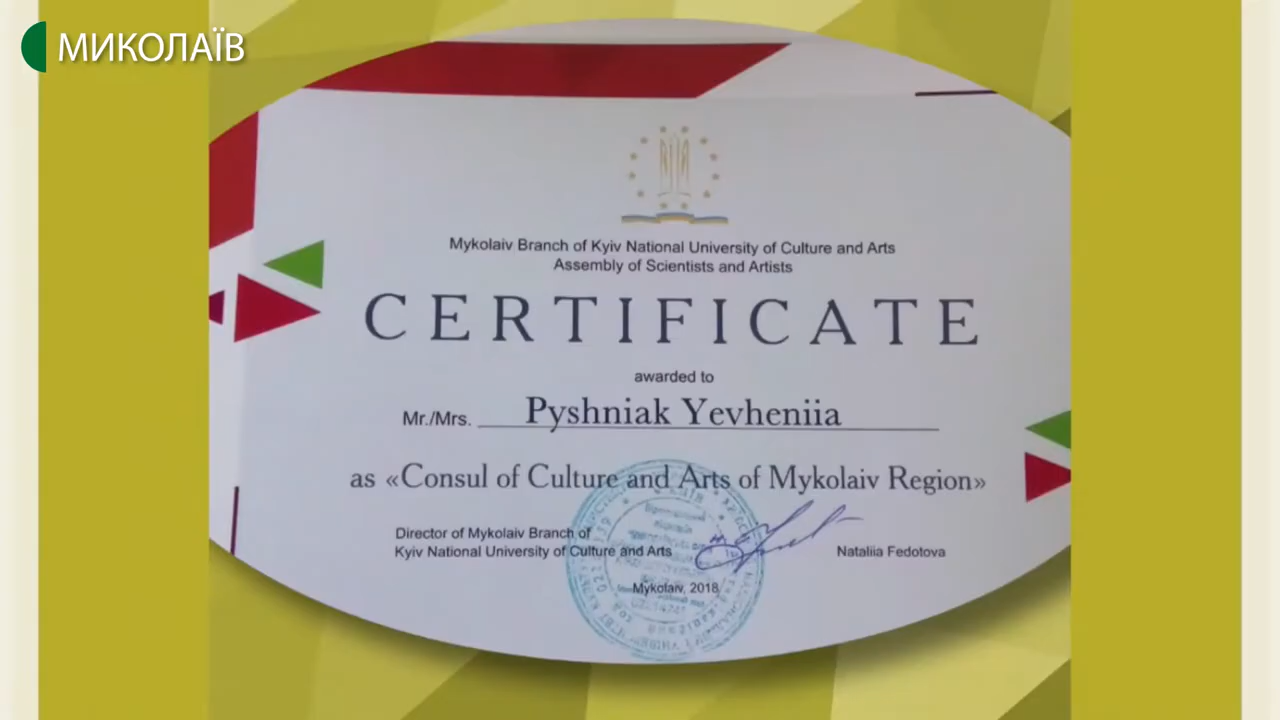 МИКОЛАЇВ
Mykolaiv Branch of Kyiv National University of Culture and Arts
Assembly of Scientists and Artists
CERTIFICATE
awarded to
Mr./Mrs. Pyshniak Yevheniia
as «Consul of Culture and Arts of Mykolaiv Region»
Director of Mykolaiv Branch of
Kyiv National University of Culture and Arts
Nataliia Fedotova
Mykolaiv, 2018